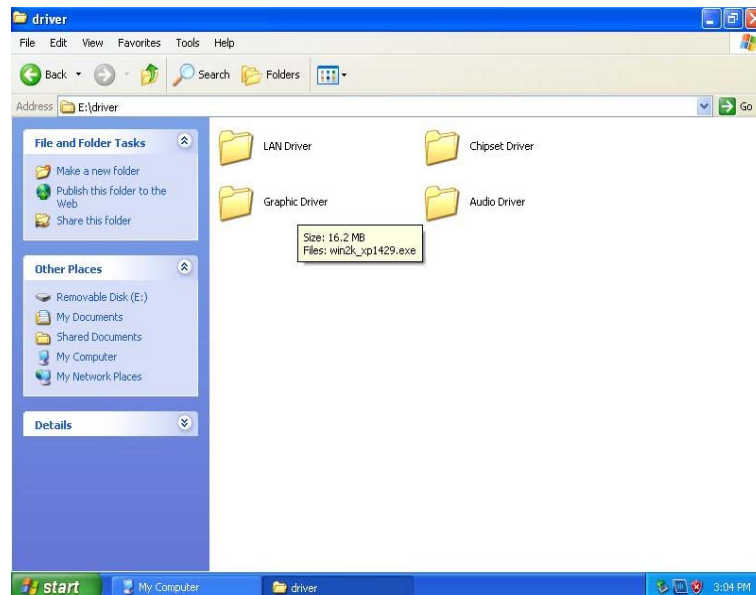 driver
File Edit View Favorites Tools Help
Back Search Folders
Address E:\driver Go
File and Folder Tasks
Make a new folder
Publish this folder to the
Web
Share this folder
Other Places
Removable Disk (E:)
My Documents
Shared Documents
My Computer
My Network Places
Details
LAN Driver Chipset Driver
Graphic Driver Audio Driver
Size: 16.2 MB
Files: win2k_xp1429.exe
start My Computer driver 3:04 PM